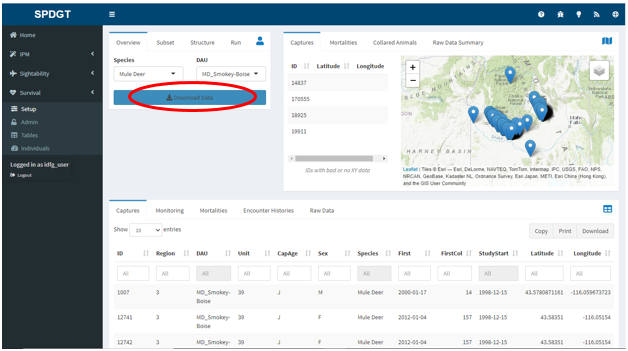 SPDGT
Home
IPM
Sightability
Survival
Setup
Admin
Tables
Individuals
Logged in as idfg_user
Logout
Overview Subset Structure Run
Species DAU
Mule Deer MD_Smokey-Boise
Download Data
Captures Mortalities Collared Animals Raw Data Summary
ID Latitude Longitude
14837
170555
18925
19911
IDs with bad or no XY data
+
−
HARNEY BASIN
Leaflet | Tiles © Esri — Esri, DeLorme, NAVTEQ, TomTom, Intermap, iPC, USGS, FAO, NPS,
NRCAN, GeoBase, Kadaster NL, Ordnance Survey, Esri Japan, METI, Esri China (Hong Kong),
and the GIS User Community
Captures Monitoring Mortalities Encounter Histories Raw Data
Show 10 entries
Copy Print Download
ID Region DAU Unit CapAge Sex Species First FirstCol StudyStart Latitude Longitude
All All All All All All All All All All All All
1007 3 MD_Smokey- 39 J M Mule Deer 2000-01-17 14 1998-12-15 43.5780871161 -116.059673723
Boise
12741 3 MD_Smokey- 39 J F Mule Deer 2012-01-04 157 1998-12-15 43.58351 -116.05154
Boise
12742 3 MD_Smokey- 39 J F Mule Deer 2012-01-04 157 1998-12-15 43.58351 -116.05154